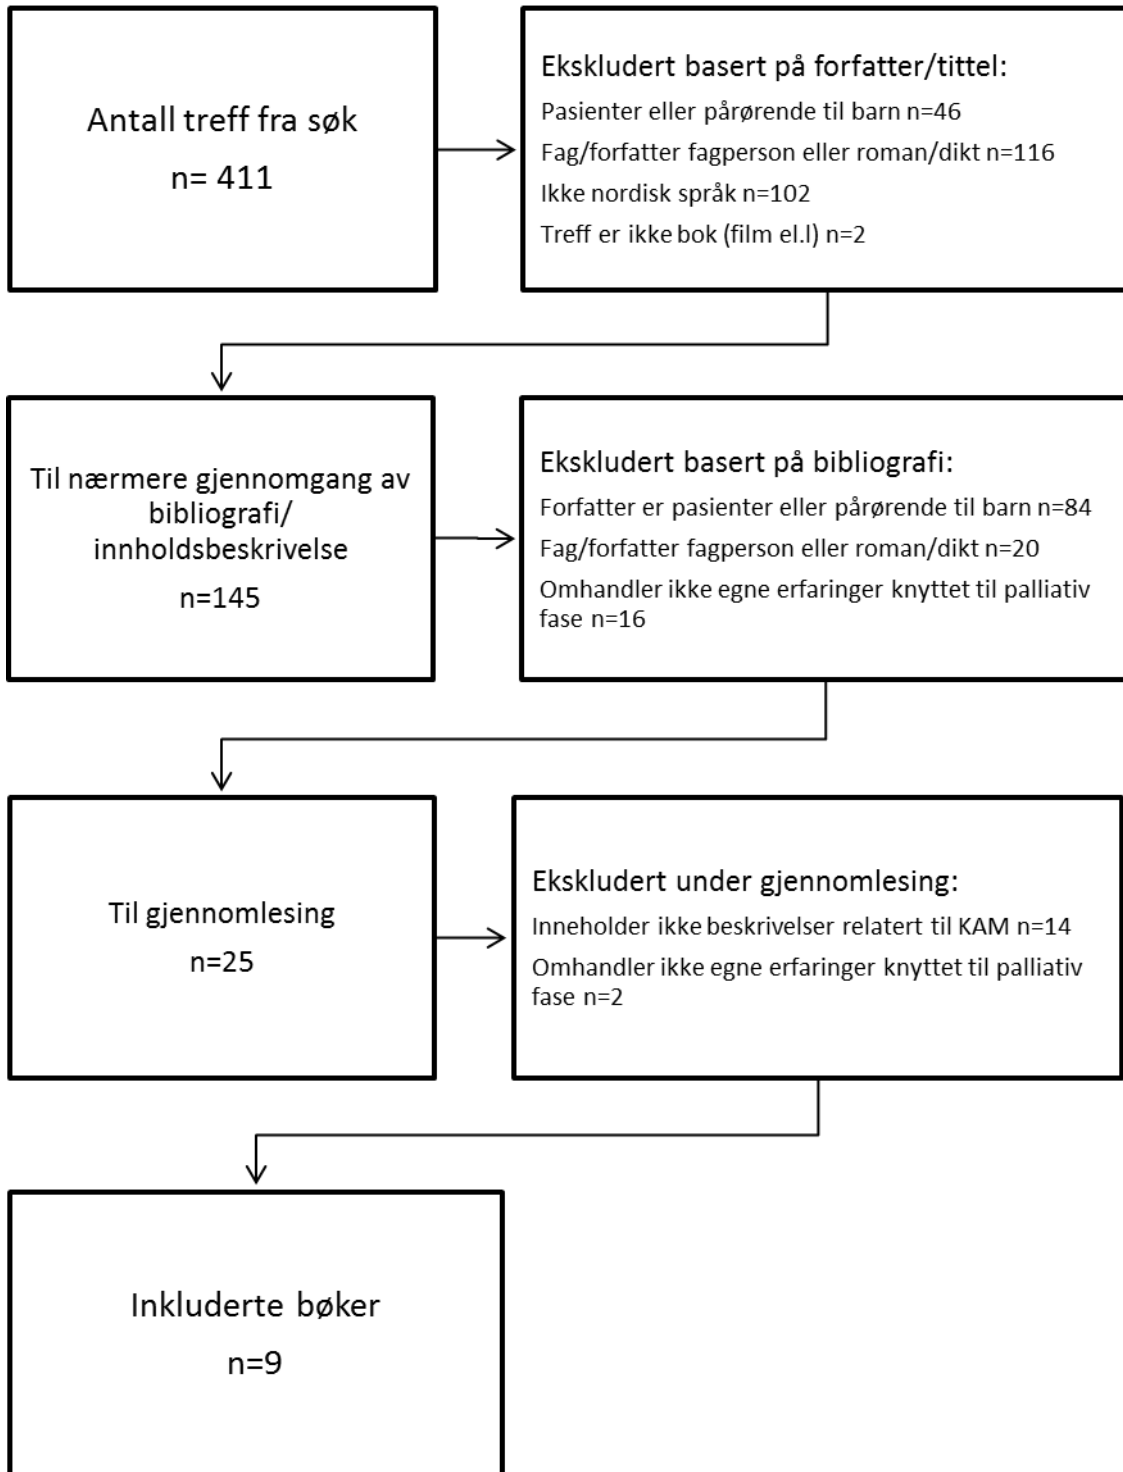 Antall treff fra søk
n= 411
Ekskludert basert på forfatter/tittel:
Pasienter eller pårørende til barn n=46
Fag/forfatter fagperson eller roman/dikt n=116
Ikke nordisk språk n=102
Treff er ikke bok (film el.l) n=2
Til nærmere gjennomgang av
bibliografi/
innholdsbeskrivelse
n=145
Ekskludert basert på bibliografi:
Forfatter er pasienter eller pårørende til barn n=84
Fag/forfatter fagperson eller roman/dikt n=20
Omhandler ikke egne erfaringer knyttet til palliativ
fase n=16
Til gjennomlesing
n=25
Ekskludert under gjennomlesing:
Inneholder ikke beskrivelser relatert til KAM n=14
Omhandler ikke egne erfaringer knyttet til palliativ
fase n=2
Inkluderte bøker
n=9